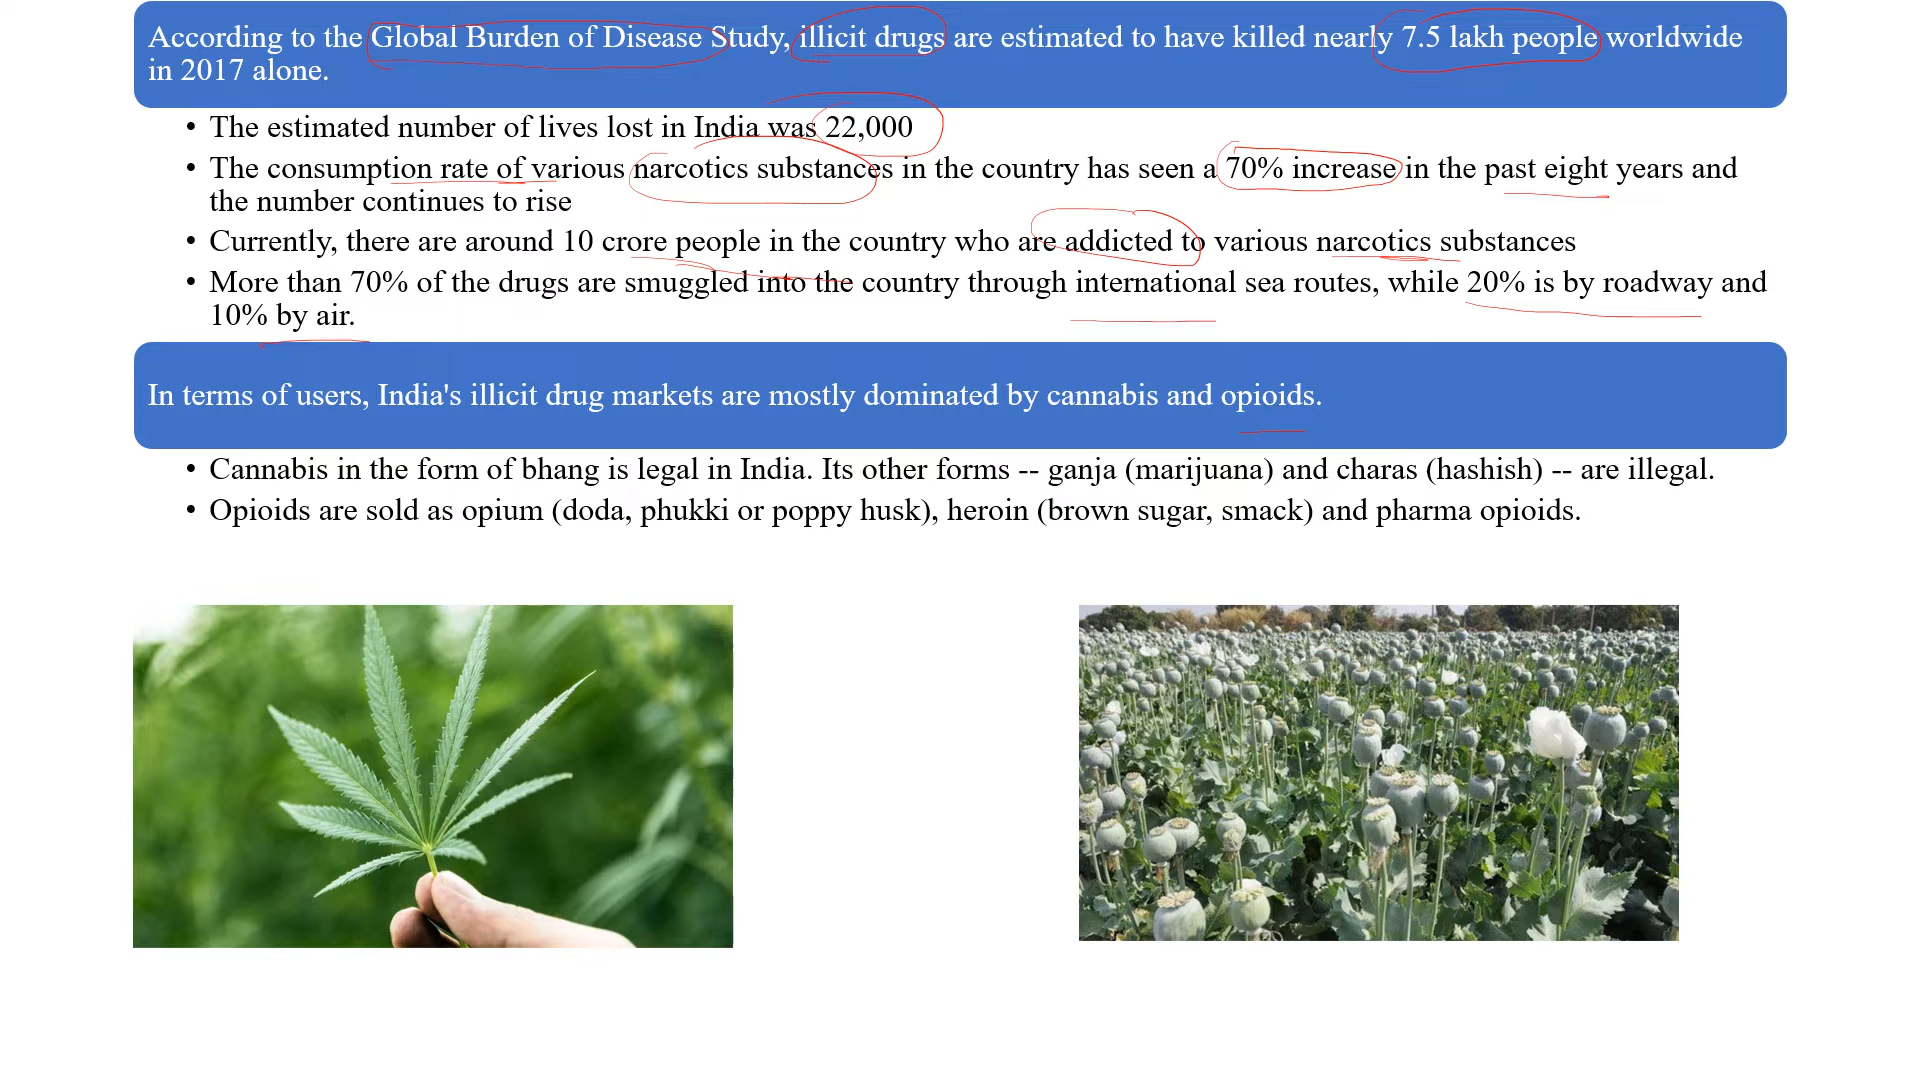 According to the Global Burden of Disease Study, illicit drugs are estimated to have killed nearly 7.5 lakh people worldwide
in 2017 alone.
• The estimated number of lives lost in India was 22,000
• The consumption rate of various narcotics substances in the country has seen a 70% increase in the past eight years and
the number continues to rise
• Currently, there are around 10 crore people in the country who are addicted to various narcotics substances
• More than 70% of the drugs are smuggled into the country through international sea routes, while 20% is by roadway and
10% by air.
In terms of users, India's illicit drug markets are mostly dominated by cannabis and opioids.
• Cannabis in the form of bhang is legal in India. Its other forms -- ganja (marijuana) and charas (hashish) -- are illegal.
• Opioids are sold as opium (doda, phukki or poppy husk), heroin (brown sugar, smack) and pharma opioids.